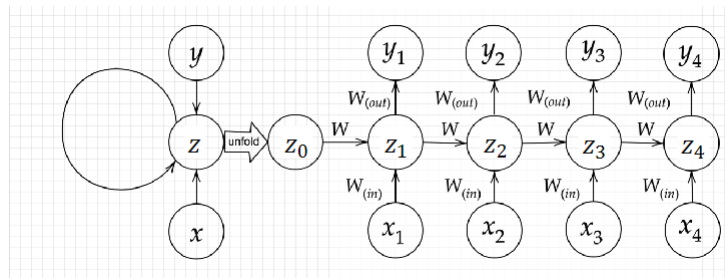 y y₁ y₂ y₃ y₄
W(out) W(out) W(out) W(out)
z unfold z₀ W z₁ W z₂ W z₃ W z₄
W(in) W(in) W(in) W(in)
x x₁ x₂ x₃ x₄